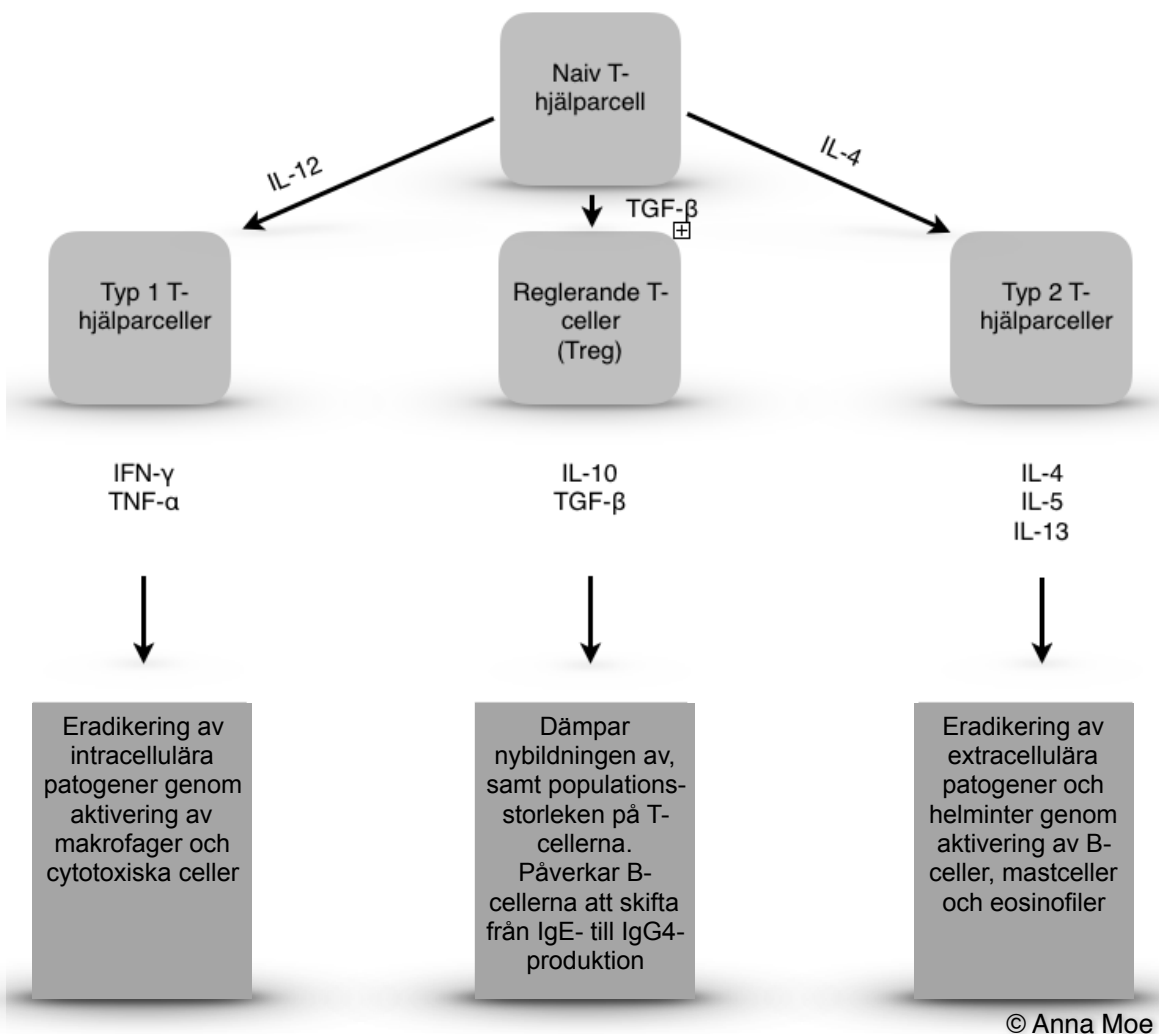 Naiv T-
hjälparcell
IL-12
IL-4
TGF-β
Typ 1 T-
hjälparceller
Reglerande T-
celler
(Treg)
Typ 2 T-
hjälparceller
IFN-γ
TNF-α
IL-10
TGF-β
IL-4
IL-5
IL-13
Eradikering av
intracellulära
patogener genom
aktivering av
makrofager och
cytotoxiska celler
Dämpar
nybildningen av,
samt populations-
storleken på T-
cellerna.
Påverkar B-
cellerna att skifta
från IgE- till IgG4-
produktion
Eradikering av
extracellulära
patogener och
helminter genom
aktivering av B-
celler, mastceller
och eosinofiler
© Anna Moe